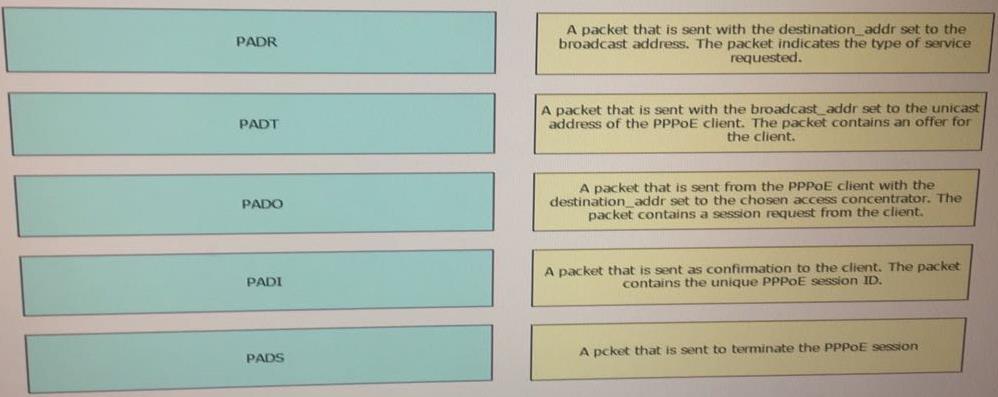 PADR
A packet that is sent with the destination_addr set to the
broadcast address. The packet indicates the type of service
requested.
PADT
A packet that is sent with the broadcast_addr set to the unicast
address of the PPPoE client. The packet contains an offer for
the client.
PADO
A packet that is sent from the PPPoE client with the
destination_addr set to the chosen access concentrator. The
packet contains a session request from the client.
PADI
A packet that is sent as confirmation to the client. The packet
contains the unique PPPoE session ID.
PADS
A pcket that is sent to terminate the PPPoE session